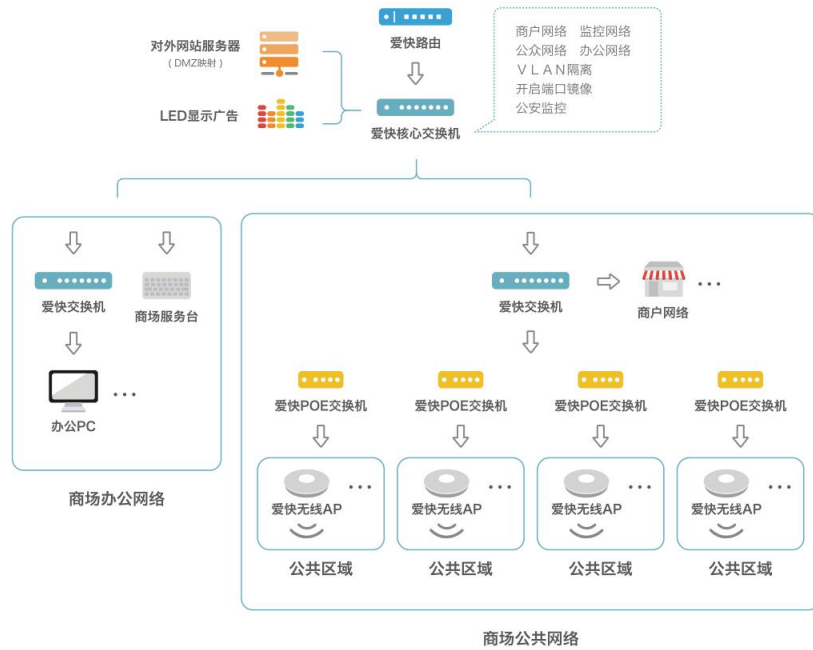 对外网站服务器
（DMZ映射）
LED显示广告
爱快路由
爱快核心交换机
商户网络 监控网络
公众网络 办公网络
VLAN隔离
开启端口镜像
公安监控
爱快交换机
商场服务台
办公PC
...
商场办公网络
爱快交换机
商户网络
...
爱快POE交换机
爱快POE交换机
爱快POE交换机
爱快POE交换机
...
...
...
...
爱快无线AP
爱快无线AP
爱快无线AP
爱快无线AP
公共区域
公共区域
公共区域
公共区域
商场公共网络